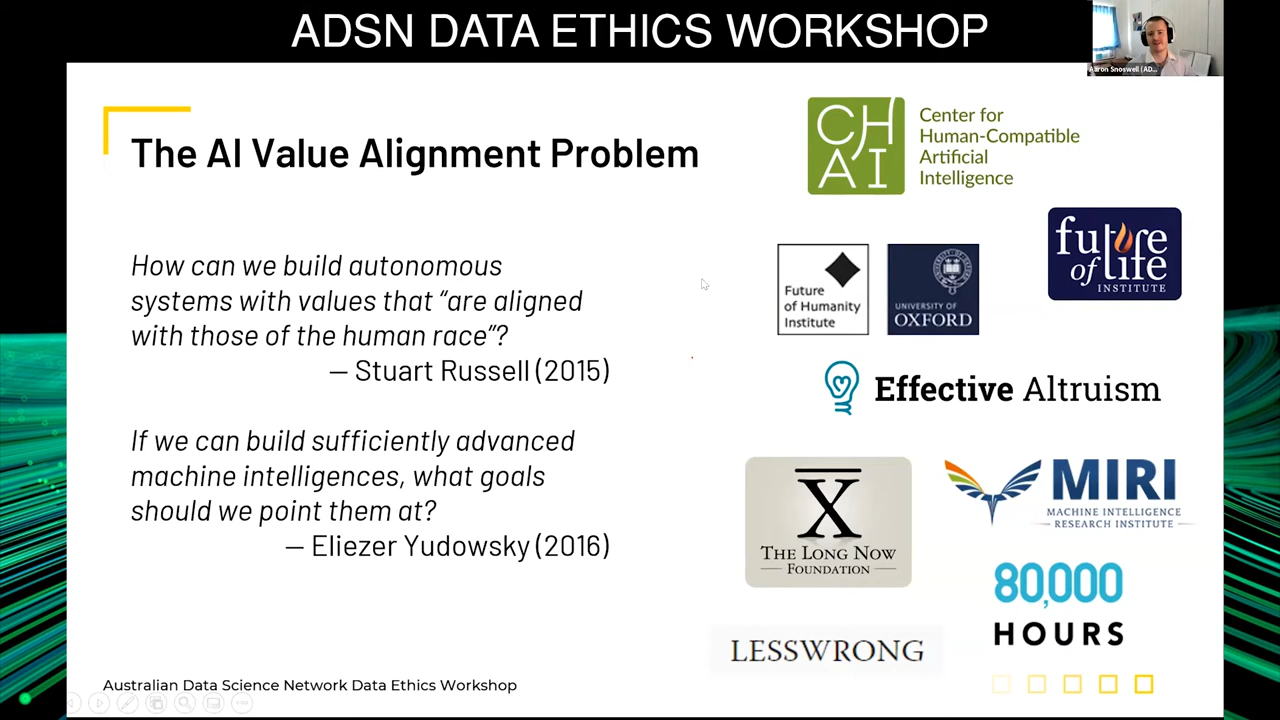 ADSN DATA ETHICS WORKSHOP
Aaron Snoswell (AD...
The AI Value Alignment Problem
How can we build autonomous
systems with values that “are aligned
with those of the human race”?
— Stuart Russell (2015)
If we can build sufficiently advanced
machine intelligences, what goals
should we point them at?
— Eliezer Yudowsky (2016)
CHAI
Center for
Human-Compatible
Artificial
Intelligence
future
of life
INSTITUTE
Future
of Humanity
Institute
UNIVERSITY OF
OXFORD
Effective Altruism
X
THE LONG NOW
FOUNDATION
MIRI
MACHINE INTELLIGENCE
RESEARCH INSTITUTE
80,000
HOURS
LESSWRONG
Australian Data Science Network Data Ethics Workshop